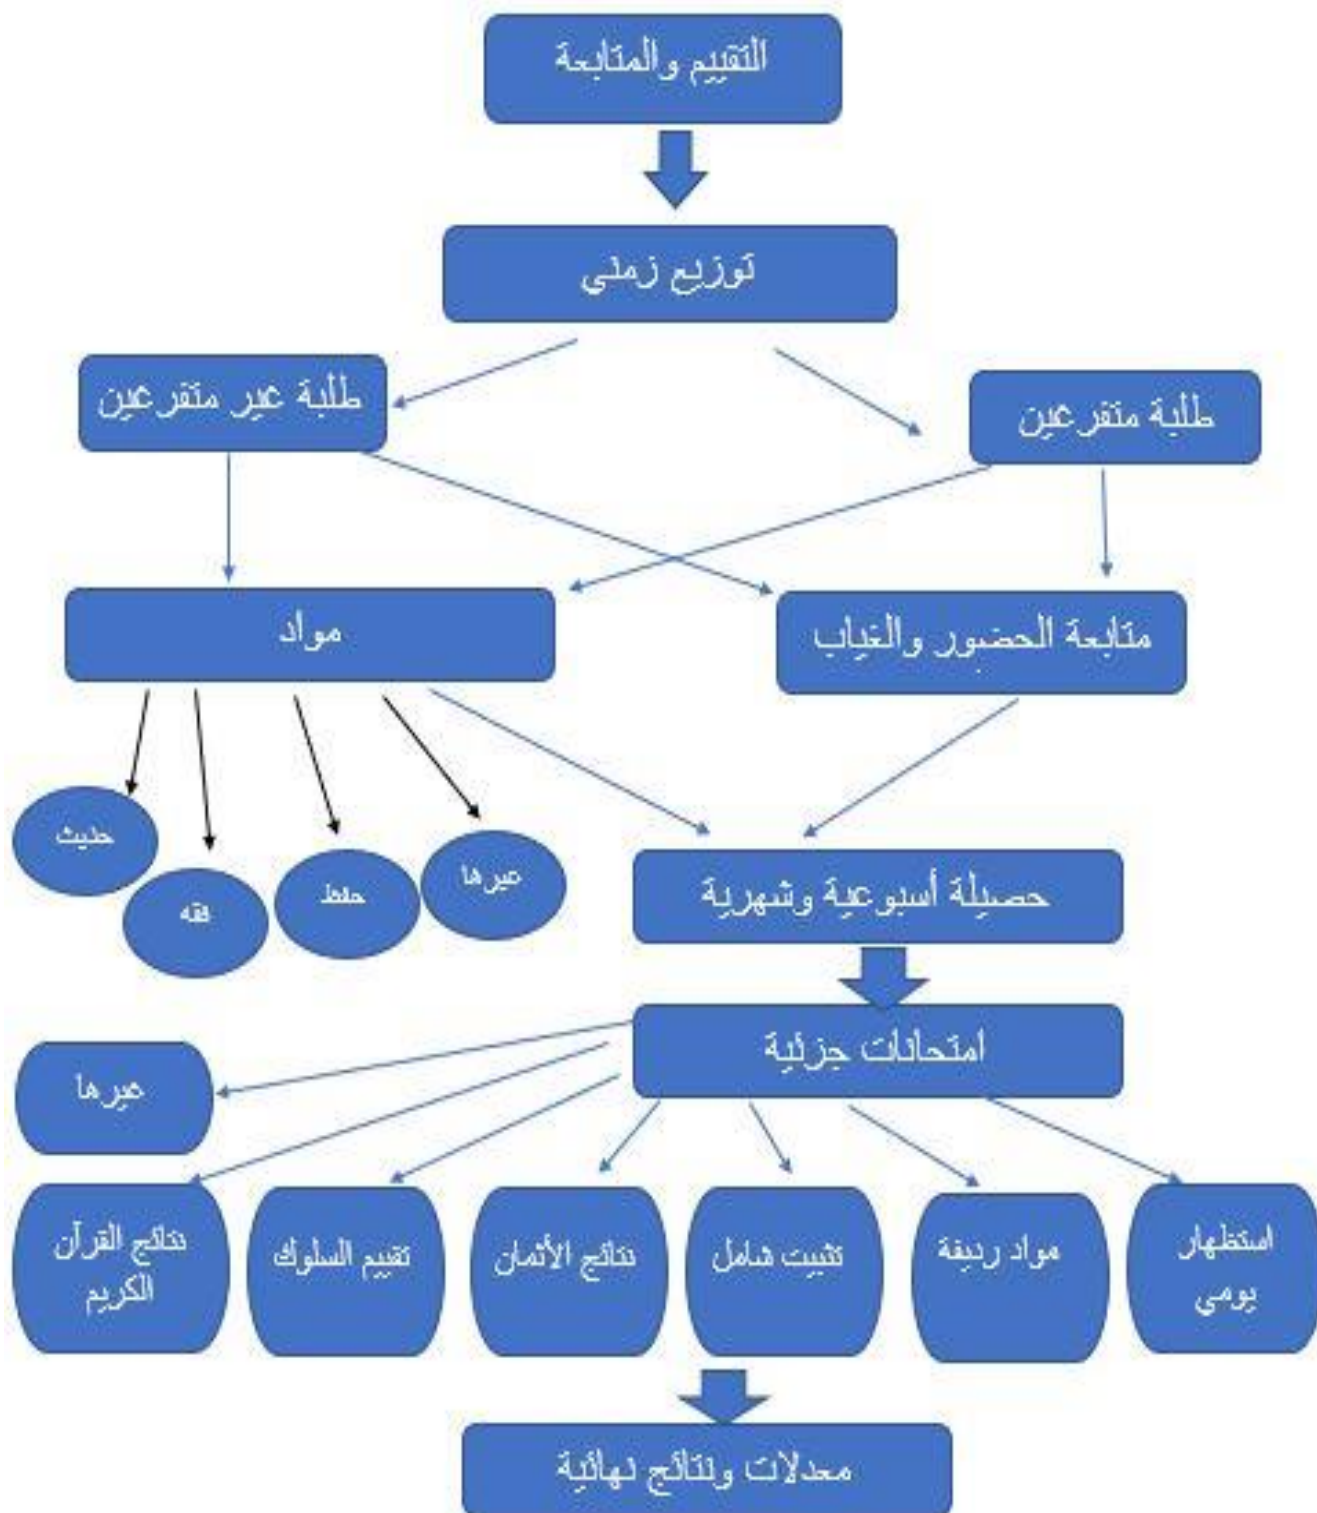 التقييم والمتابعة
توزيع زمني
طلبة متفرغين
طلبة غير متفرغين
متابعة الحضور والغياب
مواد
غيرها
حفظ
فقه
حديث
حصيلة أسبوعية وشهرية
امتحانات جزئية
غيرها
استظهار
يومي
مواد رديفة
تثبيت شامل
نتائج الأثمان
تقييم السلوك
نتائج القرآن
الكريم
معدلات ونتائج نهائية